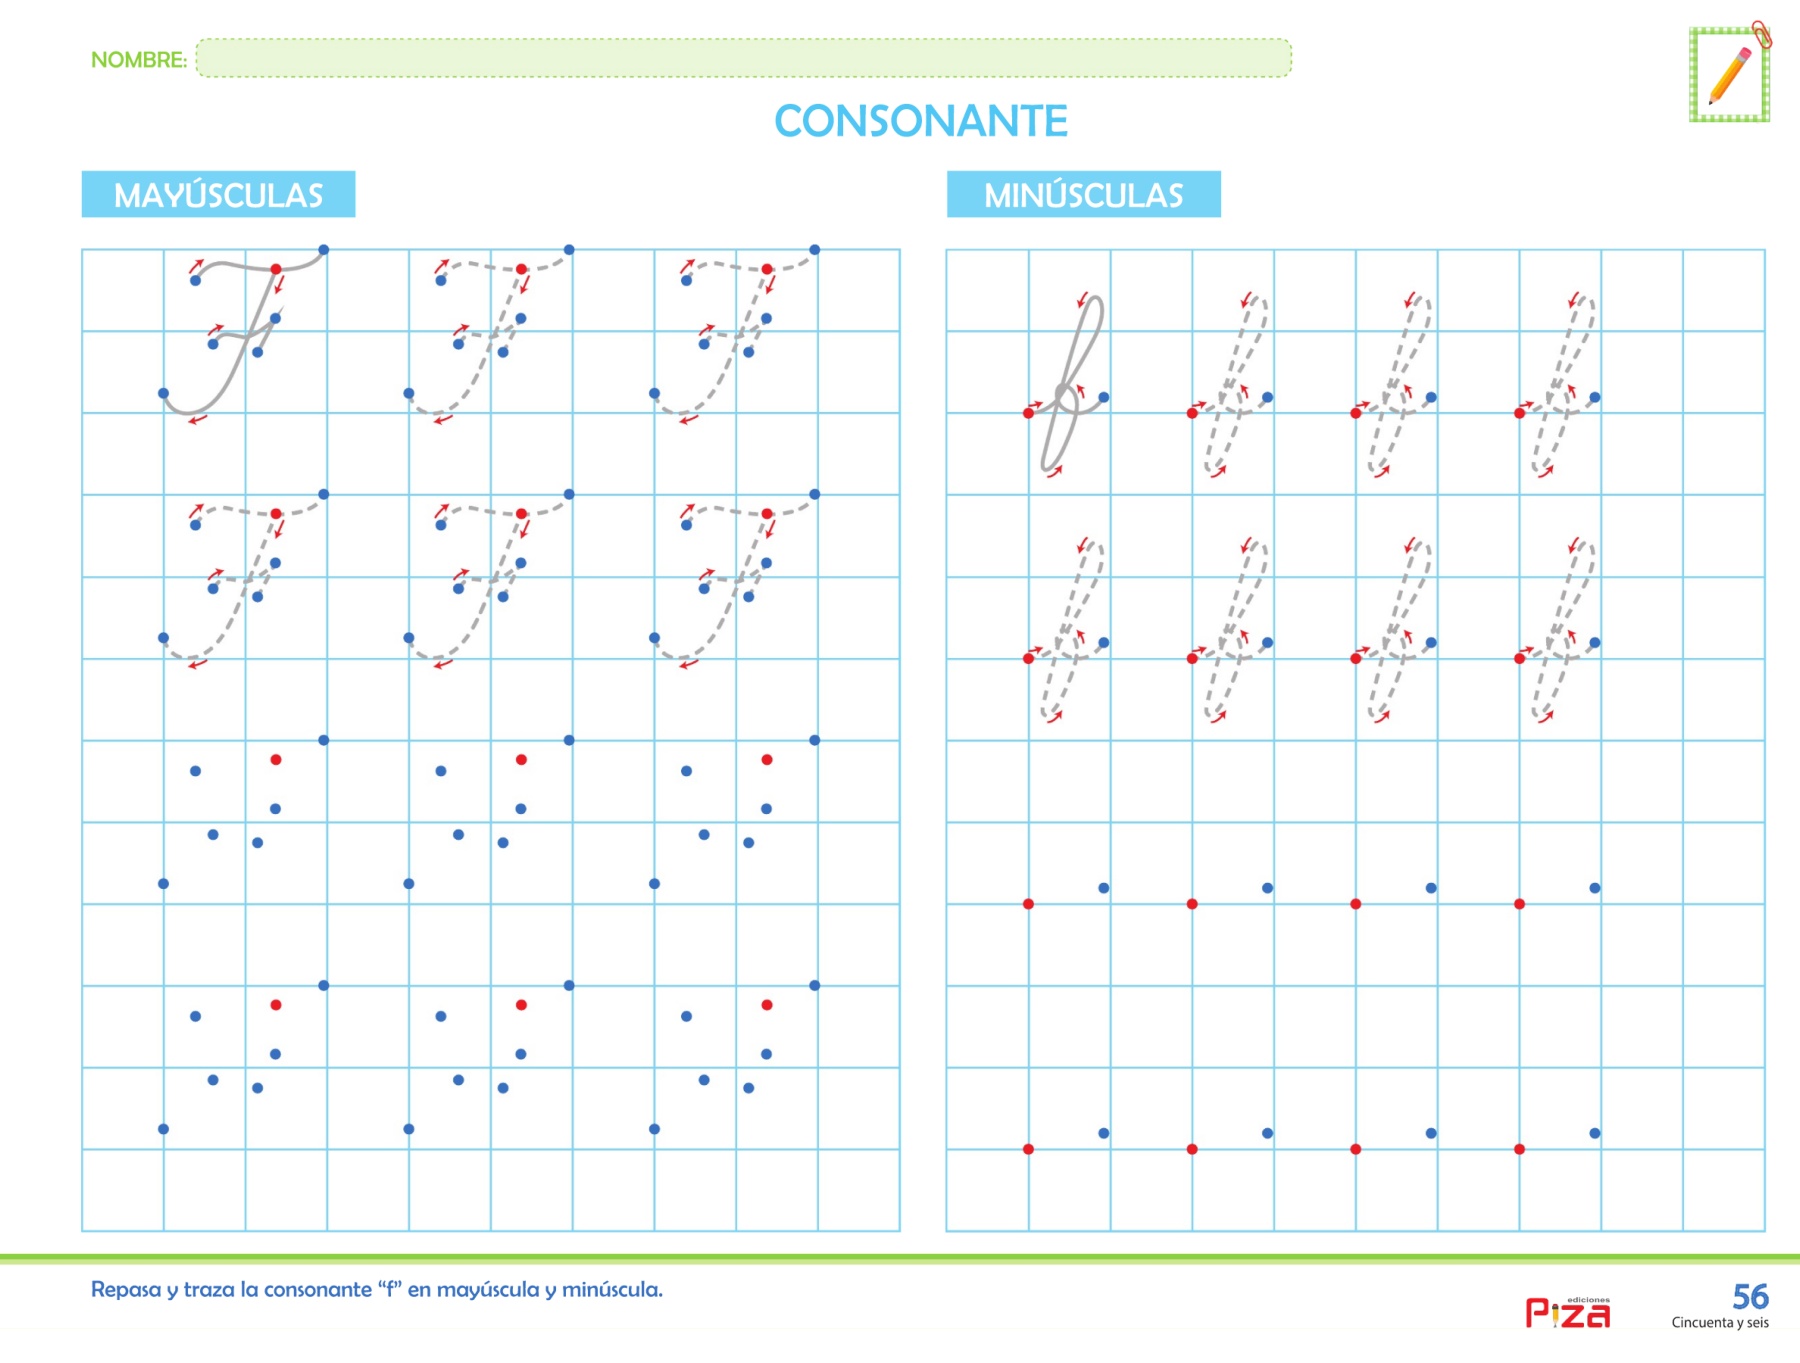 NOMBRE:
CONSONANTE
MAYÚSCULAS
MINÚSCULAS
Repasa y traza la consonante “f” en mayúscula y minúscula.
ediciones
Piza
56
Cincuenta y seis